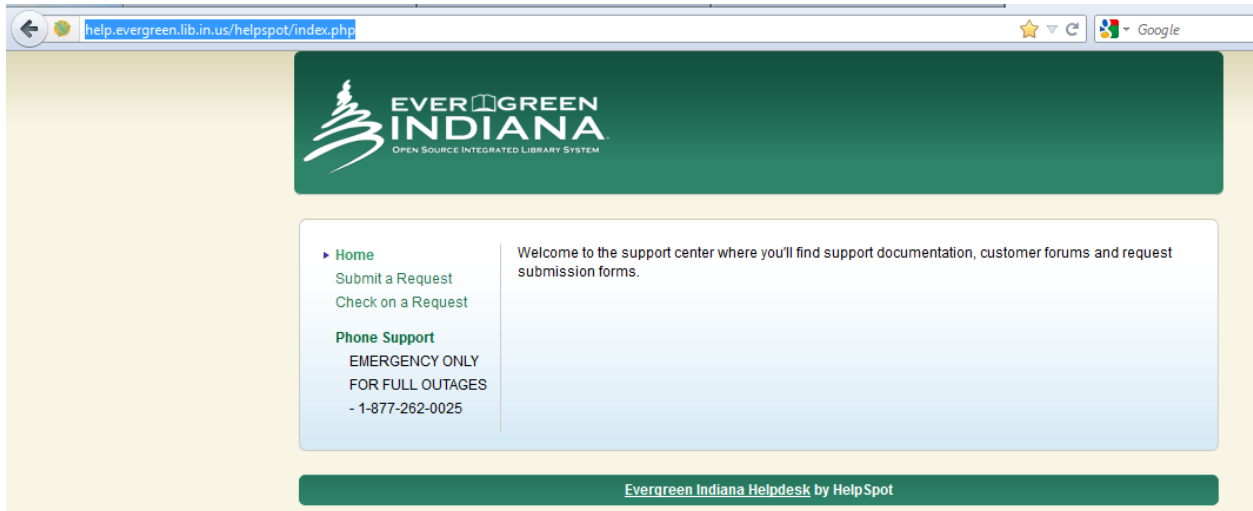 help.evergreen.lib.in.us/helpspot/index.php
Google
EVERGREEN
INDIANA
OPEN SOURCE INTEGRATED LIBRARY SYSTEM
Home
Submit a Request
Check on a Request
Phone Support
EMERGENCY ONLY
FOR FULL OUTAGES
- 1-877-262-0025
Welcome to the support center where you'll find support documentation, customer forums and request
submission forms.
Evergreen Indiana Helpdesk by HelpSpot